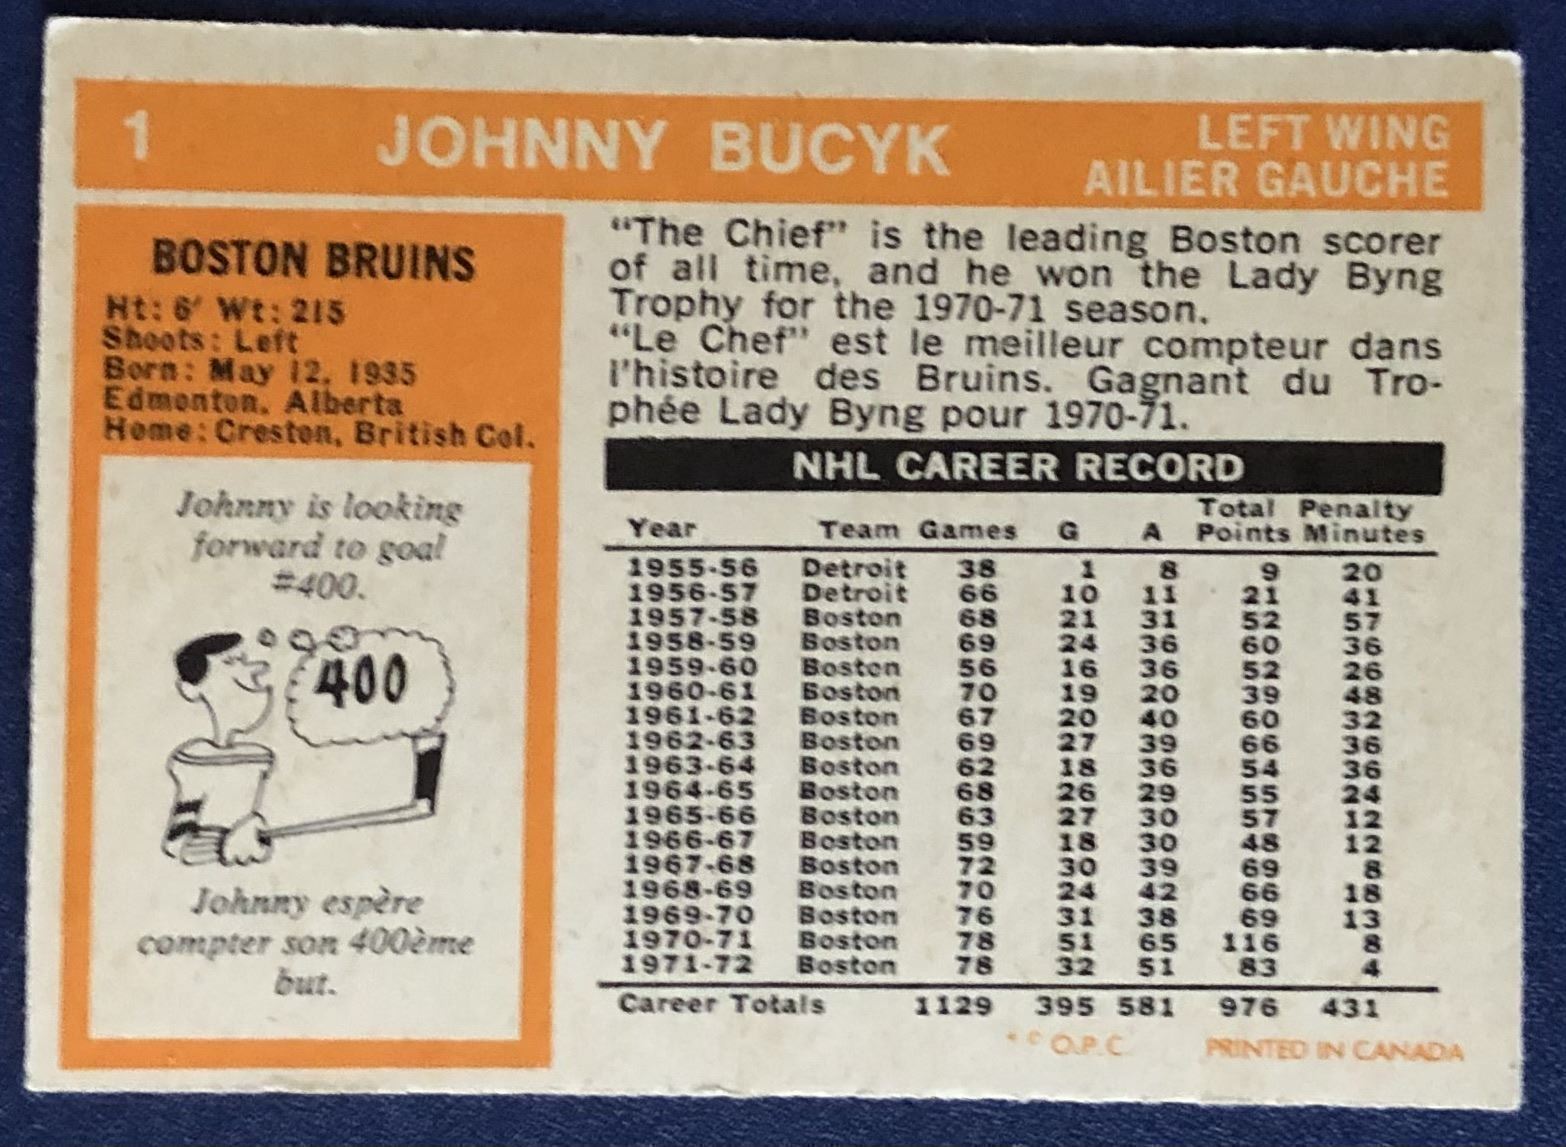 1 JOHNNY BUCYK LEFT WING
AILIER GAUCHE
BOSTON BRUINS
Ht: 6' Wt: 215
Shoots: Left
Born: May 12, 1935
Edmonton, Alberta
Home: Creston, British Col.
Johnny is looking
forward to goal
#400.
400
Johnny espère
compter son 400ème
but.
"The Chief" is the leading Boston scorer
of all time, and he won the Lady Byng
Trophy for the 1970-71 season.
"Le Chef" est le meilleur compteur dans
l'histoire des Bruins. Gagnant du Tro-
phée Lady Byng pour 1970-71.
NHL CAREER RECORD
Total Penalty
Year Team Games G A Points Minutes
1955-56 Detroit 38 1 8 9 20
1956-57 Detroit 66 10 11 21 41
1957-58 Boston 68 21 31 52 57
1958-59 Boston 69 24 36 60 36
1959-60 Boston 56 16 36 52 26
1960-61 Boston 70 19 20 39 48
1961-62 Boston 67 20 40 60 32
1962-63 Boston 69 27 39 66 36
1963-64 Boston 62 18 36 54 36
1964-65 Boston 68 26 29 55 24
1965-66 Boston 63 27 30 57 12
1966-67 Boston 59 18 30 48 12
1967-68 Boston 72 30 39 69 8
1968-69 Boston 70 24 42 66 18
1969-70 Boston 76 31 38 69 13
1970-71 Boston 78 51 65 116 8
1971-72 Boston 78 32 51 83 4
Career Totals 1129 395 581 976 431
* © O.P.C. PRINTED IN CANADA